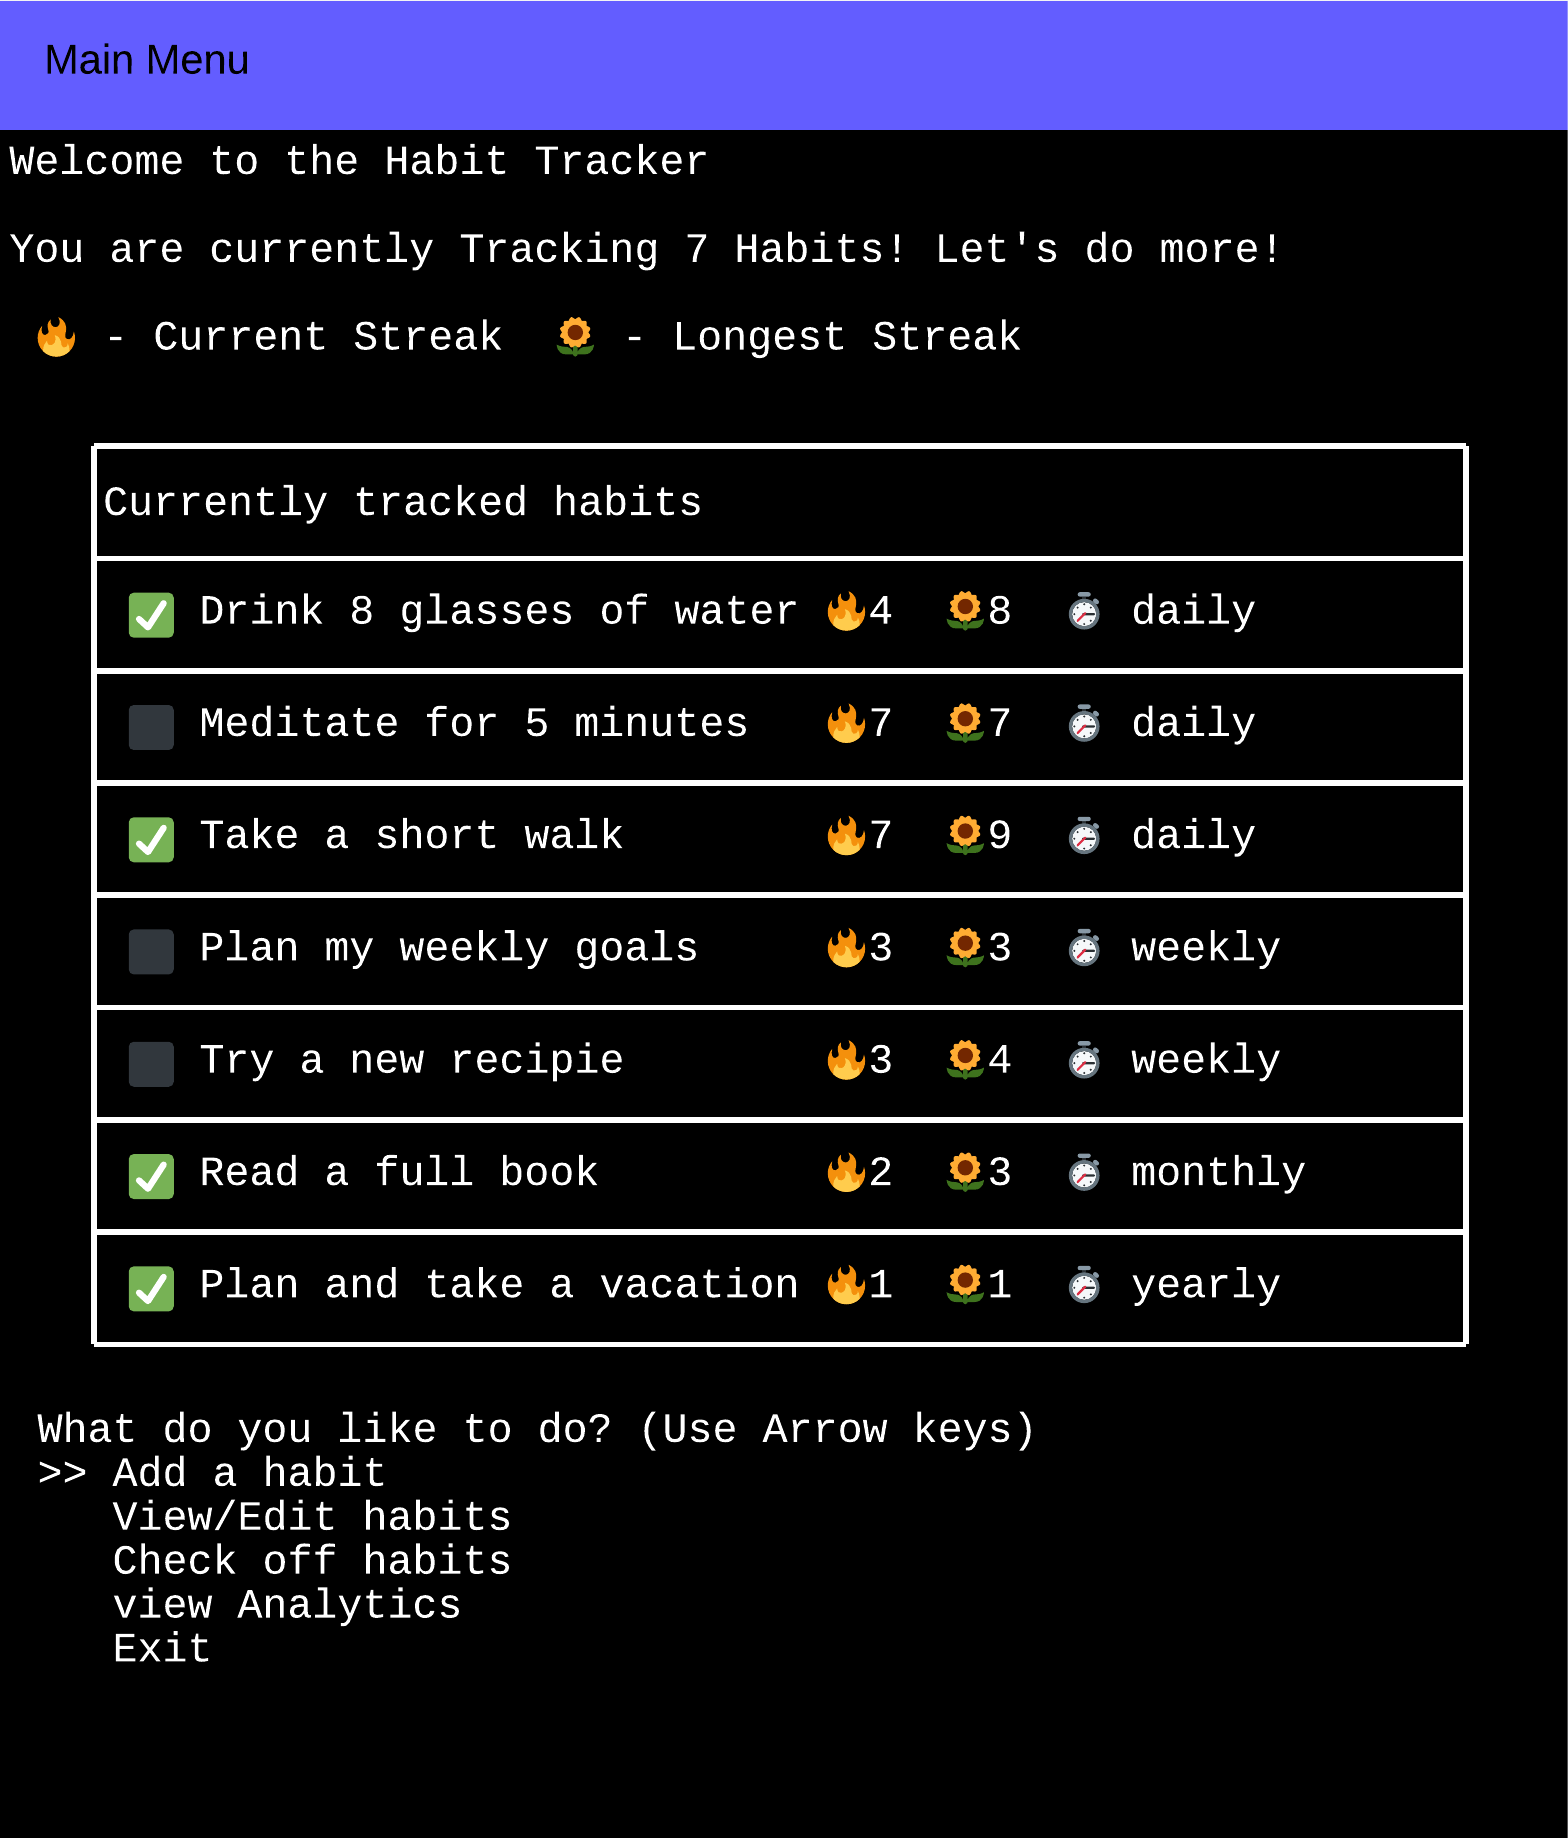 Main Menu
Welcome to the Habit Tracker
You are currently Tracking 7 Habits! Let's do more!
🔥 - Current Streak 🌻 - Longest Streak
Currently tracked habits
✅ Drink 8 glasses of water 🔥4 🌻8 ⏱ daily
Meditate for 5 minutes 🔥7 🌻7 ⏱ daily
✅ Take a short walk 🔥7 🌻9 ⏱ daily
Plan my weekly goals 🔥3 🌻3 ⏱ weekly
Try a new recipie 🔥3 🌻4 ⏱ weekly
✅ Read a full book 🔥2 🌻3 ⏱ monthly
✅ Plan and take a vacation 🔥1 🌻1 ⏱ yearly
What do you like to do? (Use Arrow keys)
>> Add a habit
View/Edit habits
Check off habits
view Analytics
Exit